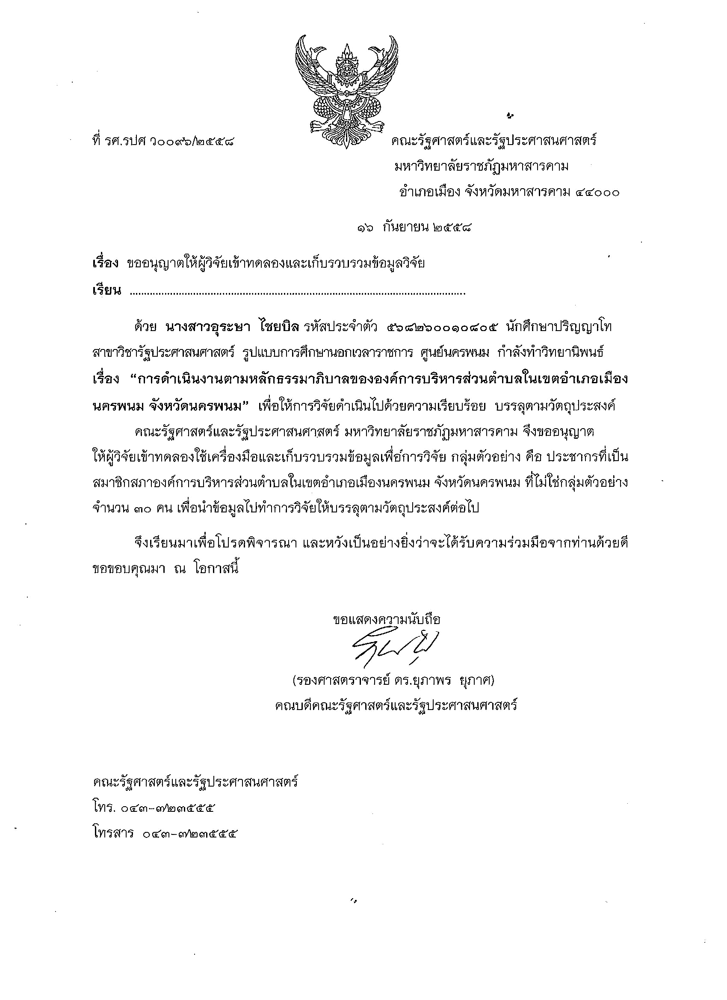 ที่ รศ.รปศ ว๐๐๙๖/๒๕๕๘
คณะรัฐศาสตร์และรัฐประศาสนศาสตร์
มหาวิทยาลัยราชภัฏมหาสารคาม
อำเภอเมือง จังหวัดมหาสารคาม ๔๔๐๐๐
๑๖ กันยายน ๒๕๕๘
เรื่อง ขออนุญาตให้ผู้วิจัยเข้าทดลองและเก็บรวบรวมข้อมูลวิจัย
เรียน ........................................................................................................
ด้วย นางสาวอุระษา ไชยบิล รหัสประจำตัว ๕๖๘๒๖๐๐๑๐๘๐๕ นักศึกษาปริญญาโท
สาขาวิชารัฐประศาสนศาสตร์ รูปแบบการศึกษานอกเวลาราชการ ศูนย์นครพนม กำลังทำวิทยานิพนธ์
เรื่อง “การดำเนินงานตามหลักธรรมาภิบาลขององค์การบริหารส่วนตำบลในเขตอำเภอเมือง
นครพนม จังหวัดนครพนม” เพื่อให้การวิจัยดำเนินไปด้วยความเรียบร้อย บรรลุตามวัตถุประสงค์
คณะรัฐศาสตร์และรัฐประศาสนศาสตร์ มหาวิทยาลัยราชภัฏมหาสารคาม จึงขออนุญาต
ให้ผู้วิจัยเข้าทดลองใช้เครื่องมือและเก็บรวบรวมข้อมูลเพื่อการวิจัย กลุ่มตัวอย่าง คือ ประชากรที่เป็น
สมาชิกสภาองค์การบริหารส่วนตำบลในเขตอำเภอเมืองนครพนม จังหวัดนครพนม ที่ไม่ใช่กลุ่มตัวอย่าง
จำนวน ๓๐ คน เพื่อนำข้อมูลไปทำการวิจัยให้บรรลุตามวัตถุประสงค์ต่อไป
จึงเรียนมาเพื่อโปรดพิจารณา และหวังเป็นอย่างยิ่งว่าจะได้รับความร่วมมือจากท่านด้วยดี
ขอขอบคุณมา ณ โอกาสนี้
ขอแสดงความนับถือ
(รองศาสตราจารย์ ดร.ยุภาพร ยุภาศ)
คณบดีคณะรัฐศาสตร์และรัฐประศาสนศาสตร์
คณะรัฐศาสตร์และรัฐประศาสนศาสตร์
โทร. ๐๔๓-๓๗๒๓๕๕๕
โทรสาร ๐๔๓-๓๗๒๓๕๕๕